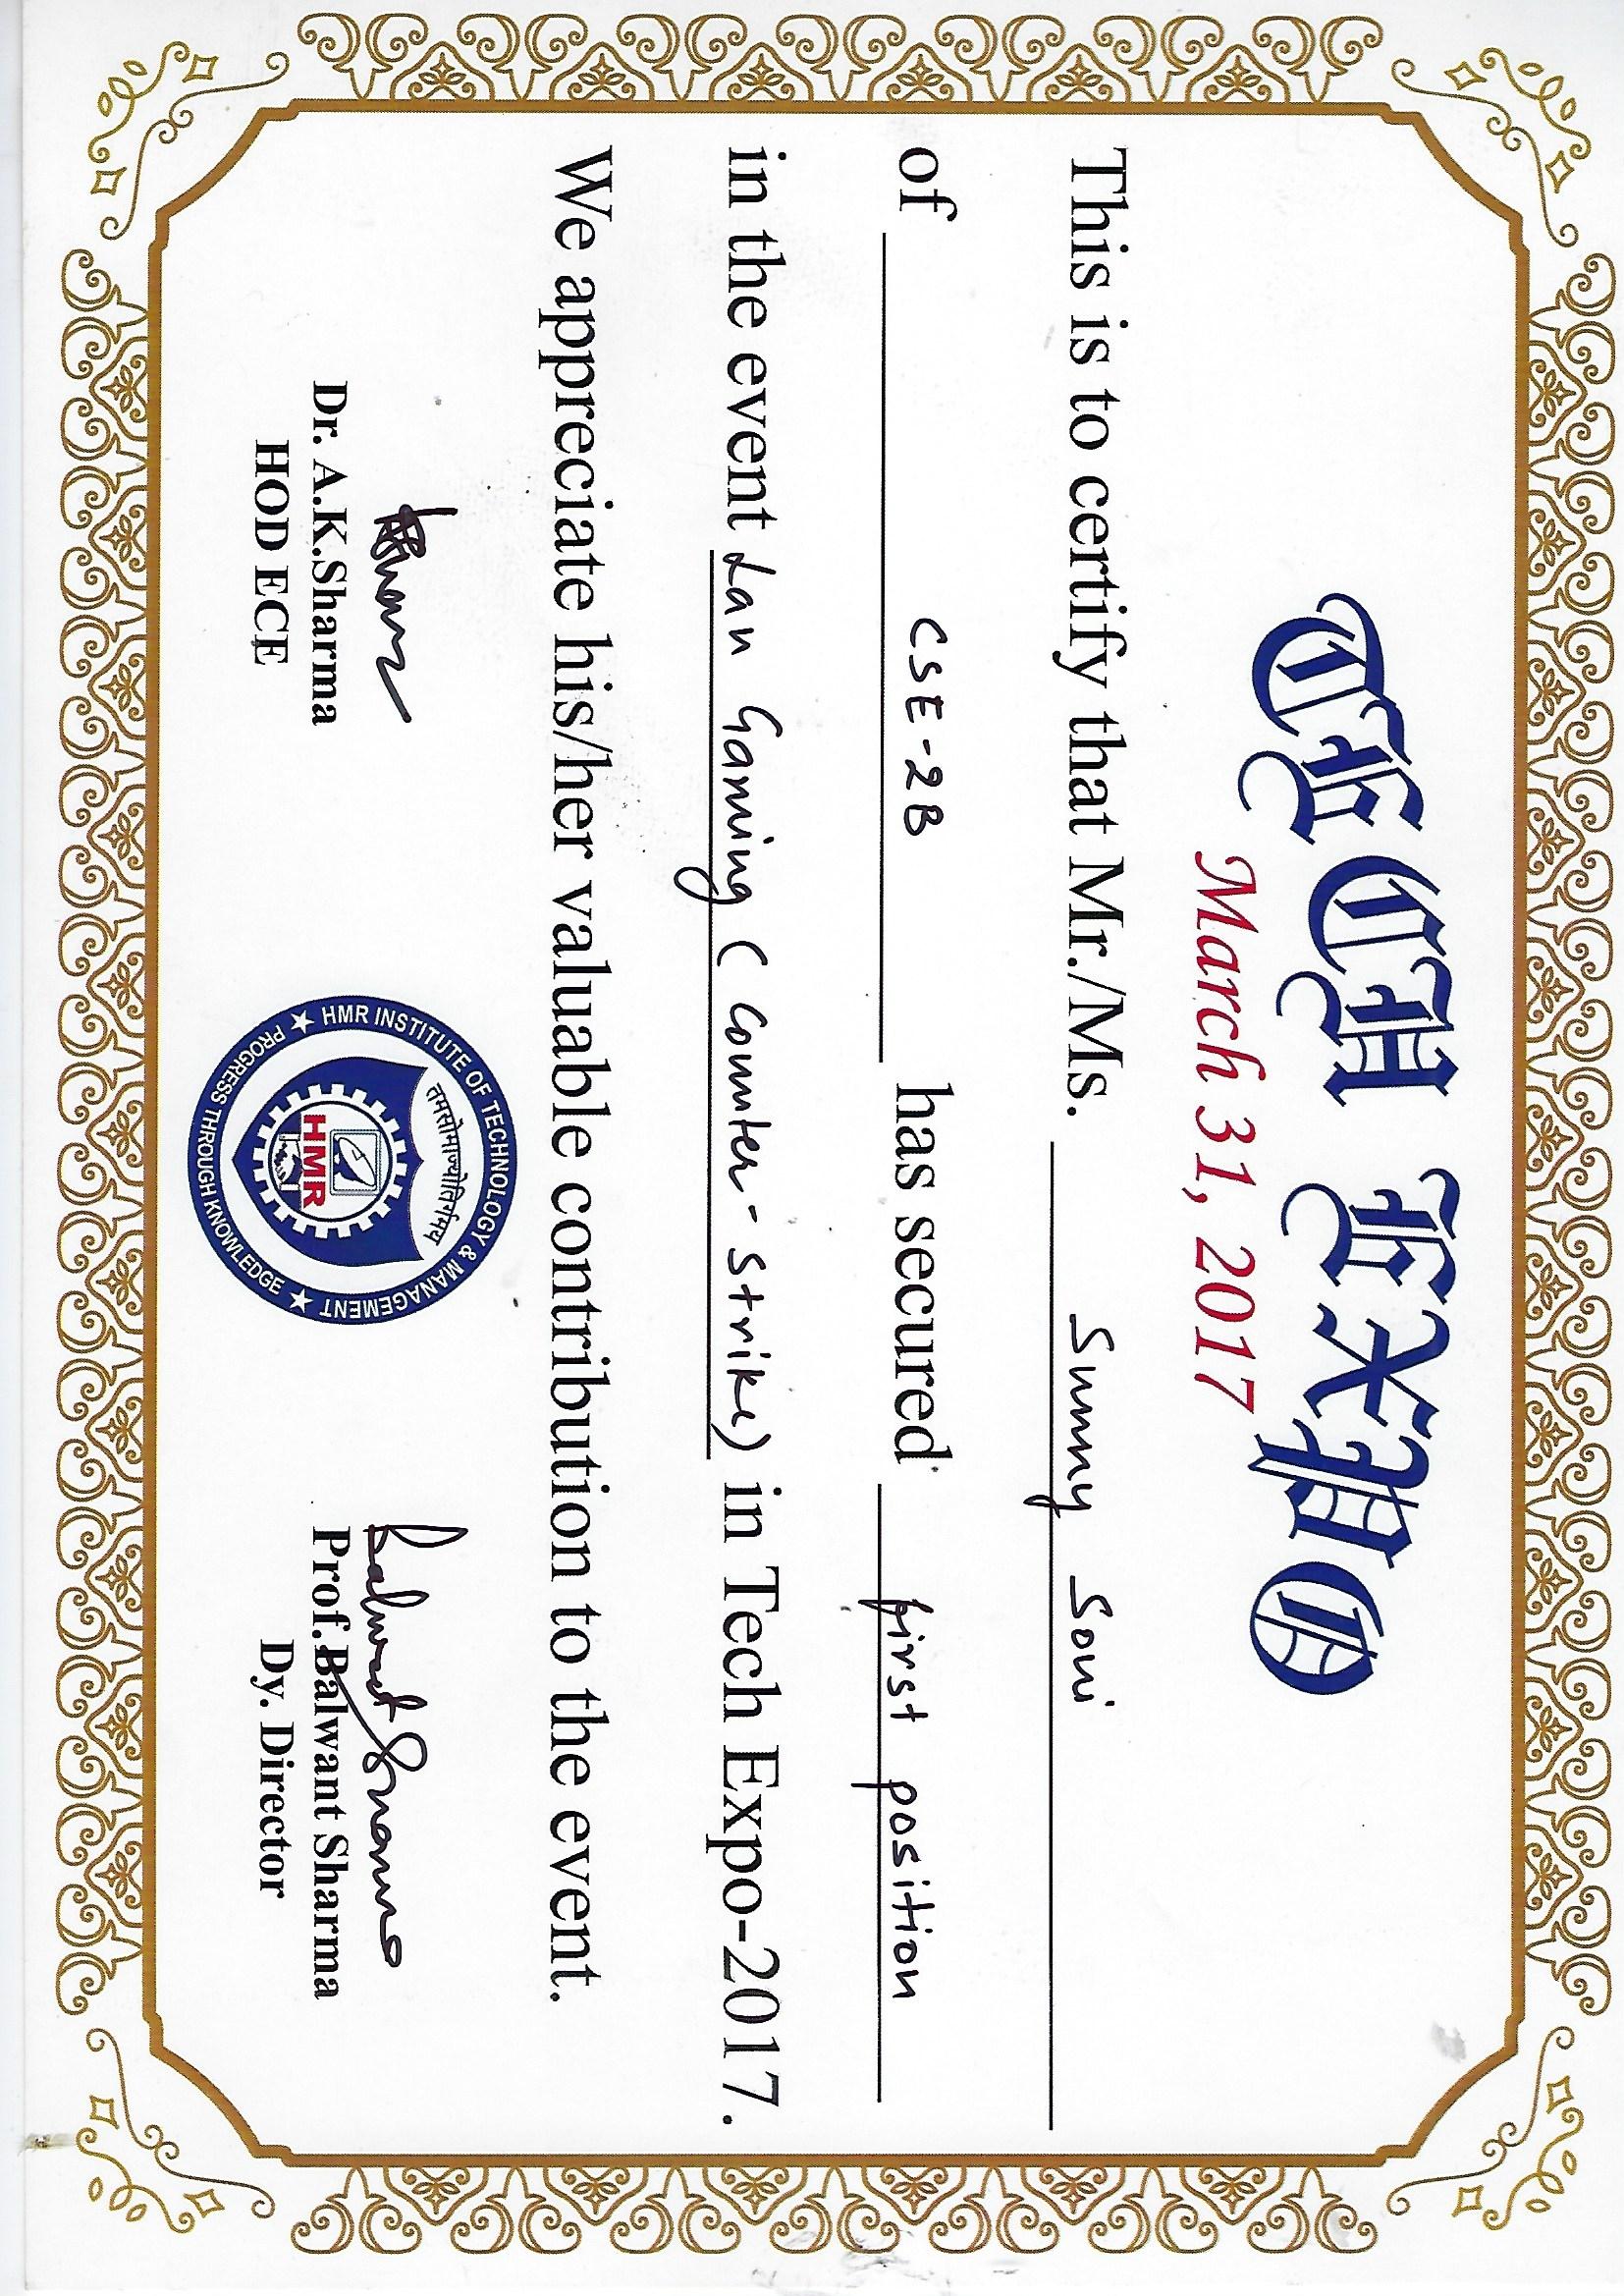 TECH EXPO
March 31, 2017
This is to certify that Mr./Ms. Sunny Soni
of CSE-2B has secured first position
in the event Lan Gaming (Counter-Strike) in Tech Expo-2017.
We appreciate his/her valuable contribution to the event.
HMR INSTITUTE OF TECHNOLOGY & MANAGEMENT
तमसोमाज्योतिर्गमय
HMR
PROGRESS THROUGH KNOWLEDGE
Balwant Sharma
Dr. A.K.Sharma
HOD ECE
Prof.Balwant Sharma
Dy. Director